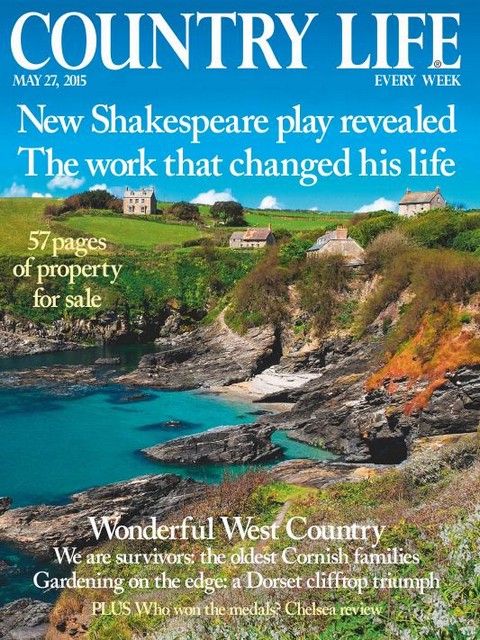 COUNTRY LIFE®
MAY 27, 2015
EVERY WEEK
New Shakespeare play revealed
The work that changed his life
57 pages
of property
for sale
Wonderful West Country
We are survivors: the oldest Cornish families
Gardening on the edge: a Dorset clifftop triumph
PLUS Who won the medals? Chelsea review